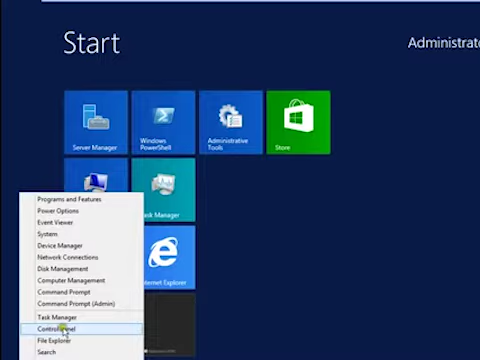 Start
Administrato
Server Manager
Windows
PowerShell
Administrative
Tools
Store
Task Manager
Internet Explorer
Programs and Features
Power Options
Event Viewer
System
Device Manager
Network Connections
Disk Management
Computer Management
Command Prompt
Command Prompt (Admin)
Task Manager
Control Panel
File Explorer
Search